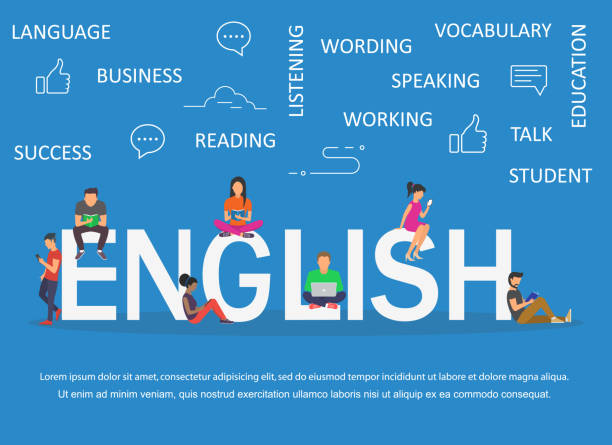 LANGUAGE
VOCABULARY
LISTENING
EDUCATION
WORDING
BUSINESS
SPEAKING
WORKING
TALK
READING
SUCCESS
STUDENT
ENGLISH
Lorem ipsum dolor sit amet, consectetur adipiscing elit, sed do eiusmod tempor incididunt ut labore et dolore magna aliqua.
Ut enim ad minim veniam, quis nostrud exercitation ullamco laboris nisi ut aliquip ex ea commodo consequat.